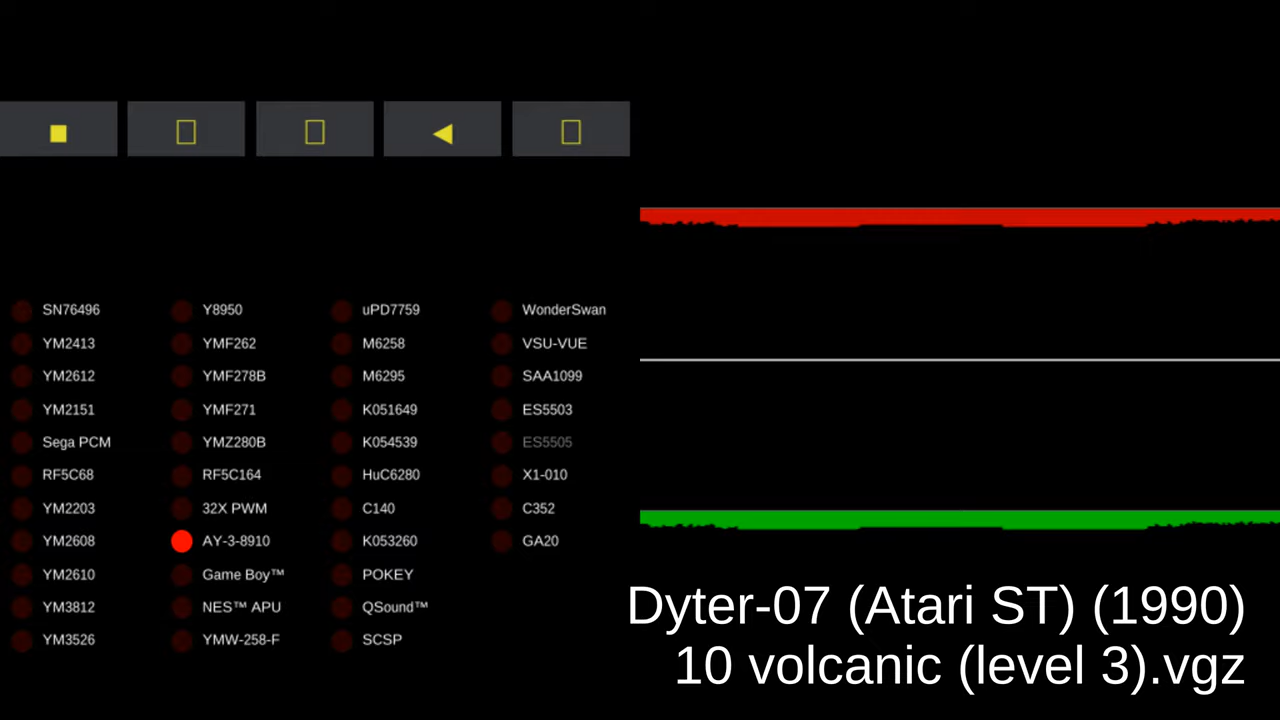 SN76496 Y8950 uPD7759 WonderSwan
YM2413 YMF262 M6258 VSU-VUE
YM2612 YMF278B M6295 SAA1099
YM2151 YMF271 K051649 ES5503
Sega PCM YMZ280B K054539 ES5505
RF5C68 RF5C164 HuC6280 X1-010
YM2203 32X PWM C140 C352
YM2608 AY-3-8910 K053260 GA20
YM2610 Game Boy™ POKEY
YM3812 NES™ APU QSound™
YM3526 YMW-258-F SCSP
Dyter-07 (Atari ST) (1990)
10 volcanic (level 3).vgz